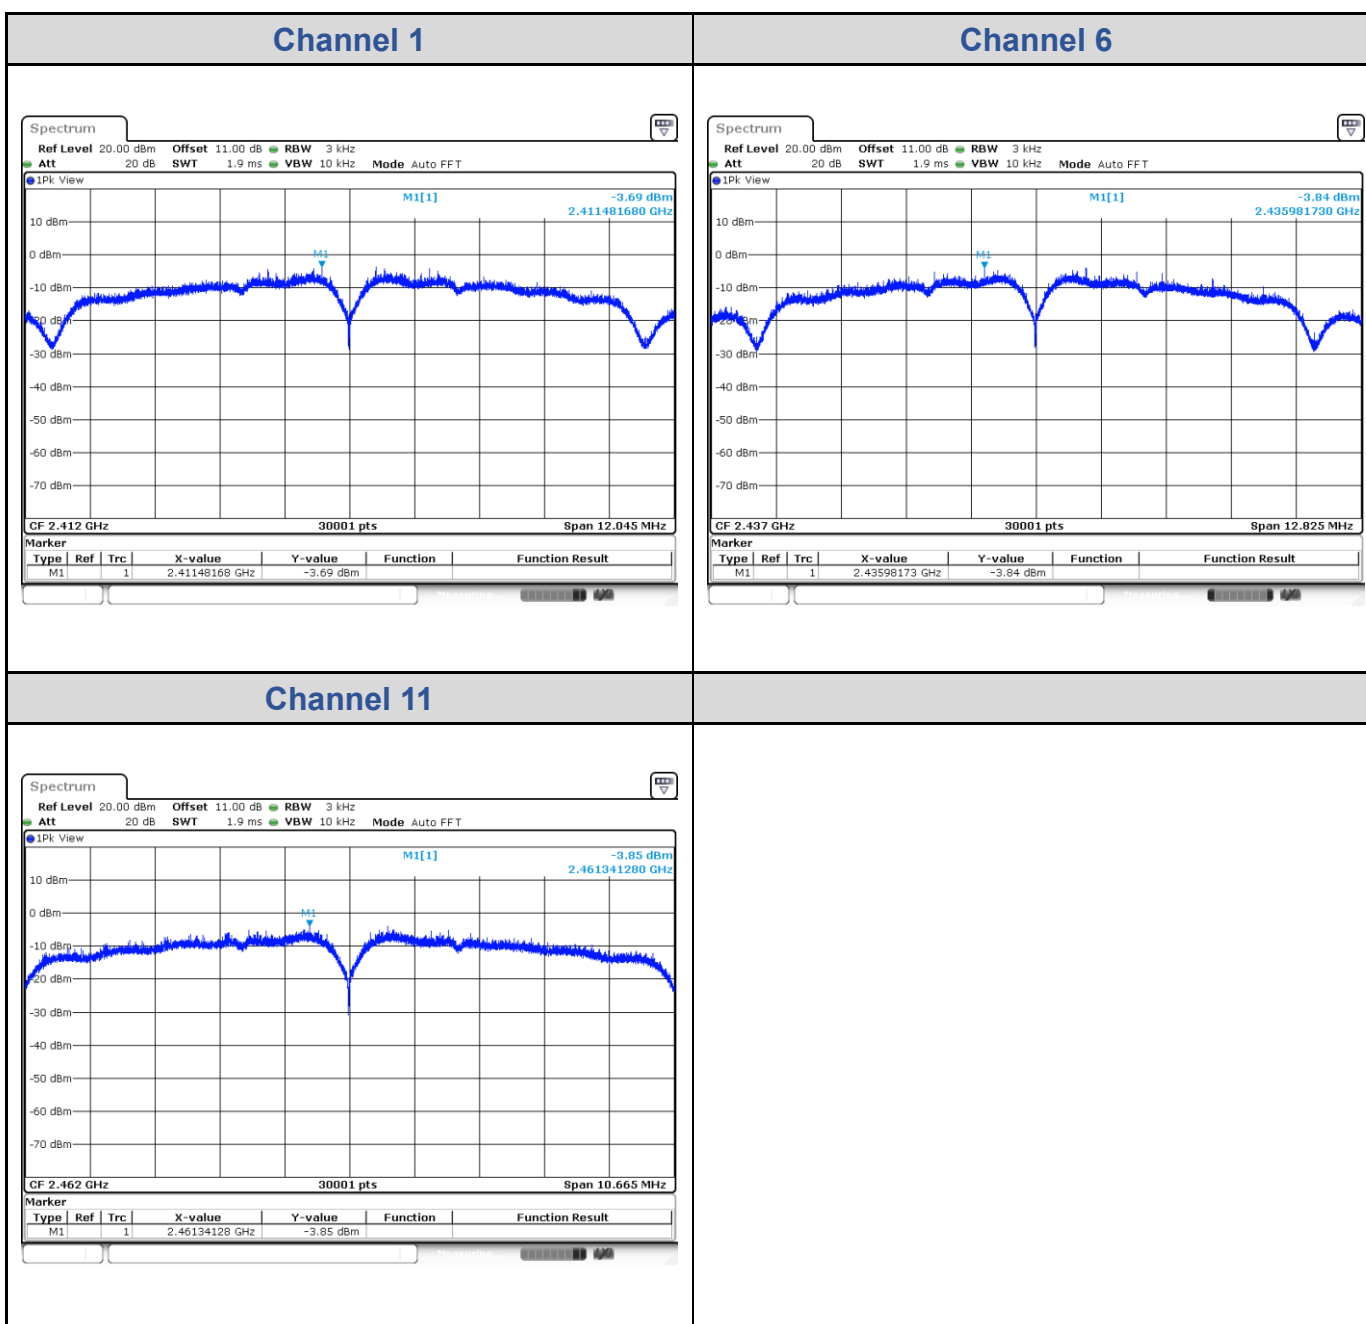 Channel 1
Channel 6
Spectrum
Ref Level 20.00 dBm Offset 11.00 dB RBW 3 kHz
Att 20 dB SWT 1.9 ms VBW 10 kHz Mode Auto FFT
1Pk View
M1[1] -3.69 dBm
2.411481680 GHz
10 dBm
M1
0 dBm
-10 dBm
-20 dBm
-30 dBm
-40 dBm
-50 dBm
-60 dBm
-70 dBm
CF 2.412 GHz 30001 pts Span 12.045 MHz
Marker
Type Ref Trc X-value Y-value Function Function Result
M1 1 2.41148168 GHz -3.69 dBm
Measuring...
Spectrum
Ref Level 20.00 dBm Offset 11.00 dB RBW 3 kHz
Att 20 dB SWT 1.9 ms VBW 10 kHz Mode Auto FFT
1Pk View
M1[1] -3.84 dBm
2.435981730 GHz
10 dBm
M1
0 dBm
-10 dBm
-20 dBm
-30 dBm
-40 dBm
-50 dBm
-60 dBm
-70 dBm
CF 2.437 GHz 30001 pts Span 12.825 MHz
Marker
Type Ref Trc X-value Y-value Function Function Result
M1 1 2.43598173 GHz -3.84 dBm
Measuring...
Channel 11
Spectrum
Ref Level 20.00 dBm Offset 11.00 dB RBW 3 kHz
Att 20 dB SWT 1.9 ms VBW 10 kHz Mode Auto FFT
1Pk View
M1[1] -3.85 dBm
2.461341280 GHz
10 dBm
M1
0 dBm
-10 dBm
-20 dBm
-30 dBm
-40 dBm
-50 dBm
-60 dBm
-70 dBm
CF 2.462 GHz 30001 pts Span 10.665 MHz
Marker
Type Ref Trc X-value Y-value Function Function Result
M1 1 2.46134128 GHz -3.85 dBm
Measuring...